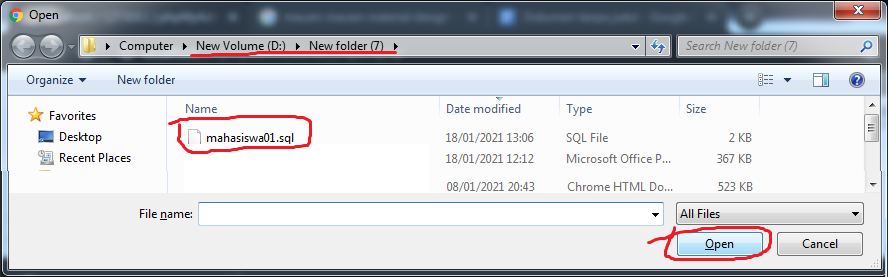 Open
Computer ▸ New Volume (D:) ▸ New folder (7) ▸
Search New folder (7)
Organize ▼ New folder
Favorites
Desktop
Recent Places
Name Date modified Type Size
mahasiswa01.sql 18/01/2021 13:06 SQL File 2 KB
18/01/2021 12:12 Microsoft Office P... 367 KB
08/01/2021 20:43 Chrome HTML Do... 523 KB
File name:
All Files
Open Cancel